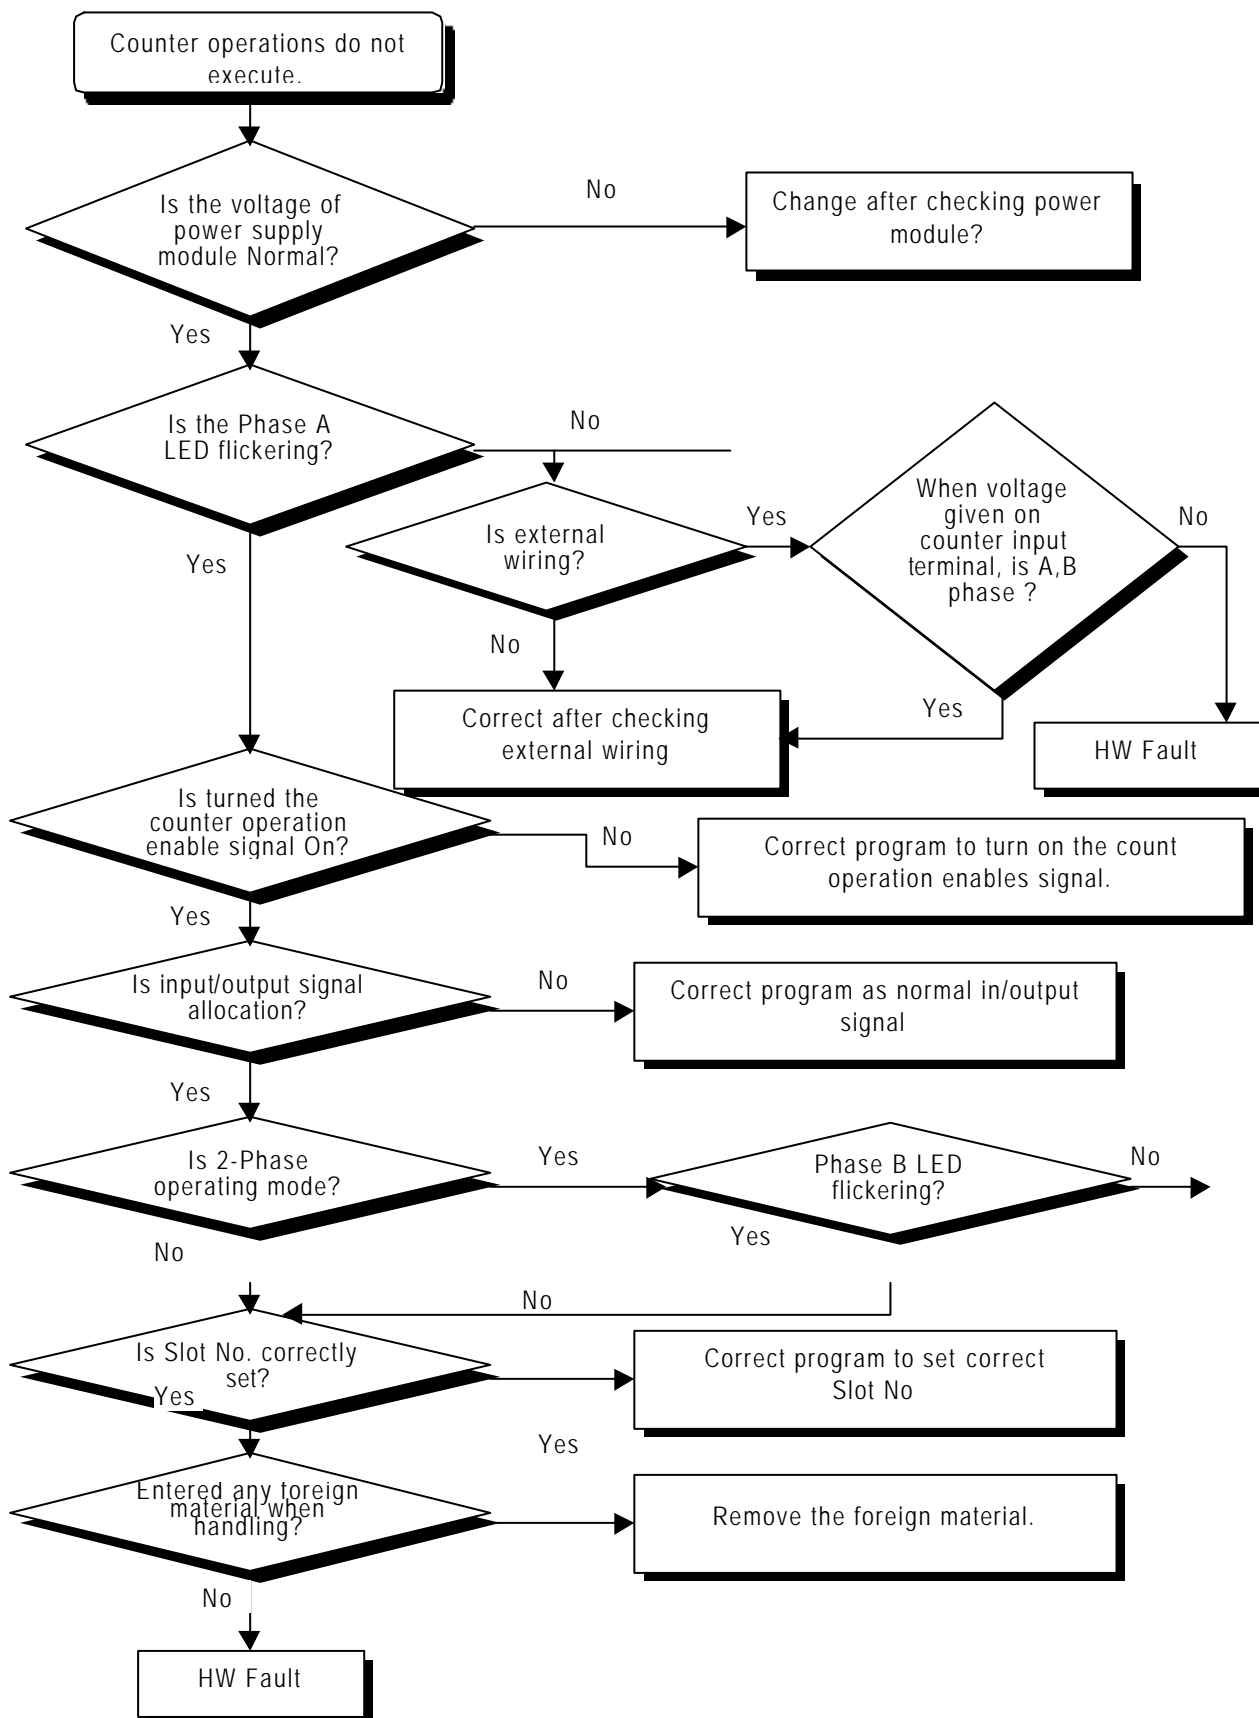 Counter operations do not
execute.
Is the voltage of
power supply
module Normal?
No
Change after checking power
module?
Yes
Is the Phase A
LED flickering?
No
Is external
wiring?
Yes
When voltage
given on
counter input
terminal, is A,B
phase ?
No
Yes
No
Correct after checking
external wiring
Yes
HW Fault
Is turned the
counter operation
enable signal On?
No
Correct program to turn on the count
operation enables signal.
Yes
Is input/output signal
allocation?
No
Correct program as normal in/output
signal
Yes
Is 2-Phase
operating mode?
Yes
Phase B LED
flickering?
No
No
Yes
No
Is Slot No. correctly
set?
Correct program to set correct
Slot No
Yes
Yes
Entered any foreign
material when
handling?
Remove the foreign material.
No
HW Fault